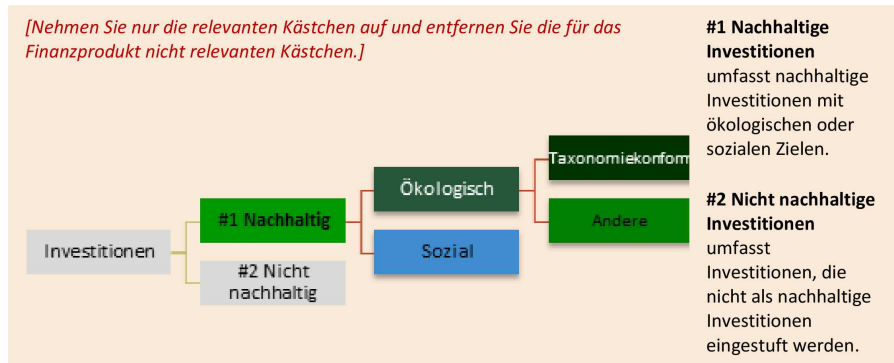 [Nehmen Sie nur die relevanten Kästchen auf und entfernen Sie die für das
Finanzprodukt nicht relevanten Kästchen.]
Investitionen
#1 Nachhaltig
#2 Nicht
nachhaltig
Ökologisch
Sozial
Taxonomiekonform
Andere
#1 Nachhaltige
Investitionen
umfasst nachhaltige
Investitionen mit
ökologischen oder
sozialen Zielen.
#2 Nicht nachhaltige
Investitionen
umfasst
Investitionen, die
nicht als nachhaltige
Investitionen
eingestuft werden.